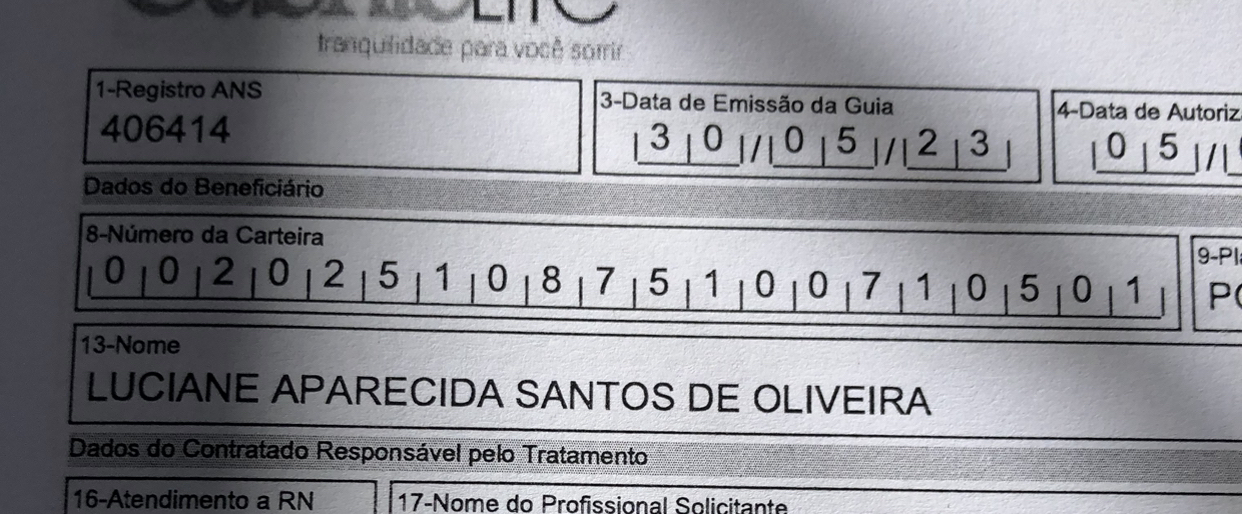 tranquilidade para você sorrir
1-Registro ANS
406414
3-Data de Emissão da Guia
30/05/23
4-Data de Autoriz
05/
Dados do Beneficiário
8-Número da Carteira
00202510875100710501
9-Pl
13-Nome
LUCIANE APARECIDA SANTOS DE OLIVEIRA
Dados do Contratado Responsável pelo Tratamento
16-Atendimento a RN
17-Nome do Profissional Solicitante